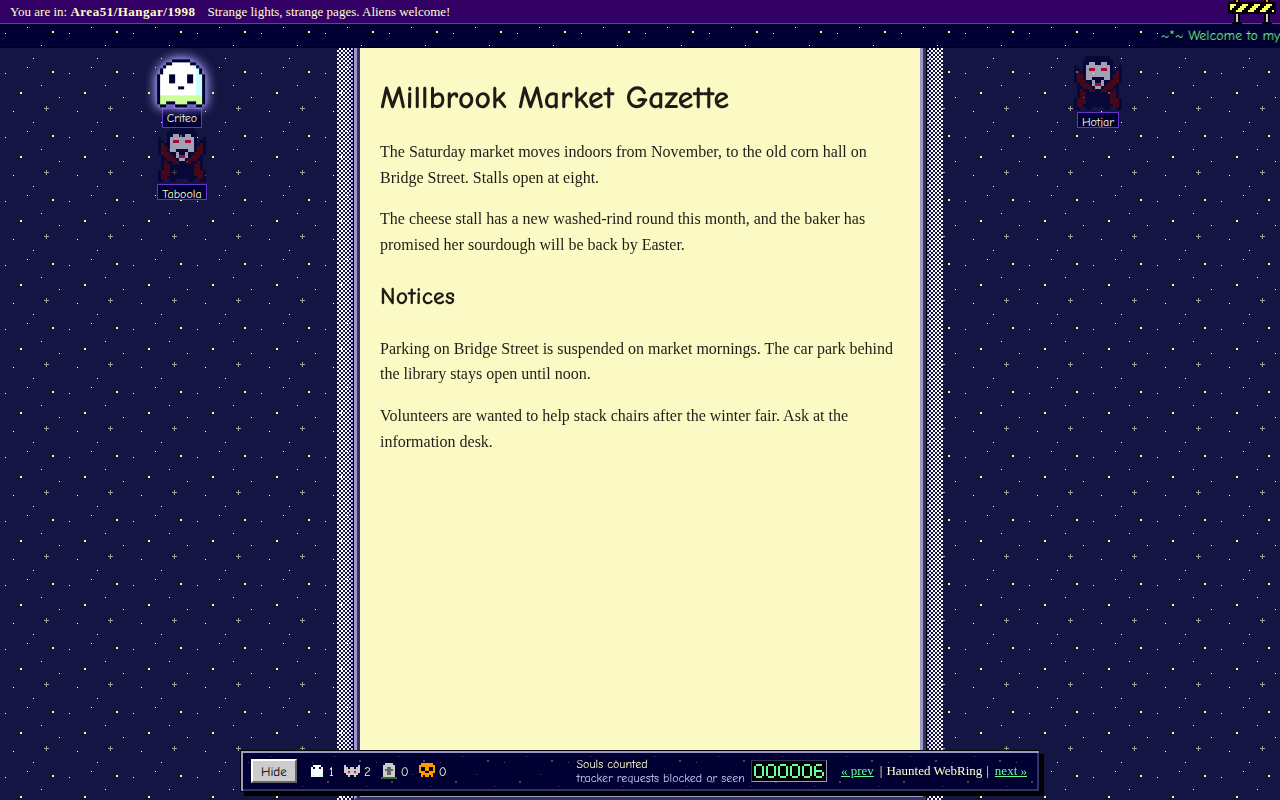 You are in: Area51/Hangar/1998 Strange lights, strange pages. Aliens welcome!
~*~ Welcome to my
Criteo
Taboola
Hotjar
Millbrook Market Gazette
The Saturday market moves indoors from November, to the old corn hall on
Bridge Street. Stalls open at eight.
The cheese stall has a new washed-rind round this month, and the baker has
promised her sourdough will be back by Easter.
Notices
Parking on Bridge Street is suspended on market mornings. The car park behind
the library stays open until noon.
Volunteers are wanted to help stack chairs after the winter fair. Ask at the
information desk.
Hide 1 2 0 0
Souls counted
tracker requests blocked or seen
000006
« prev | Haunted WebRing | next »